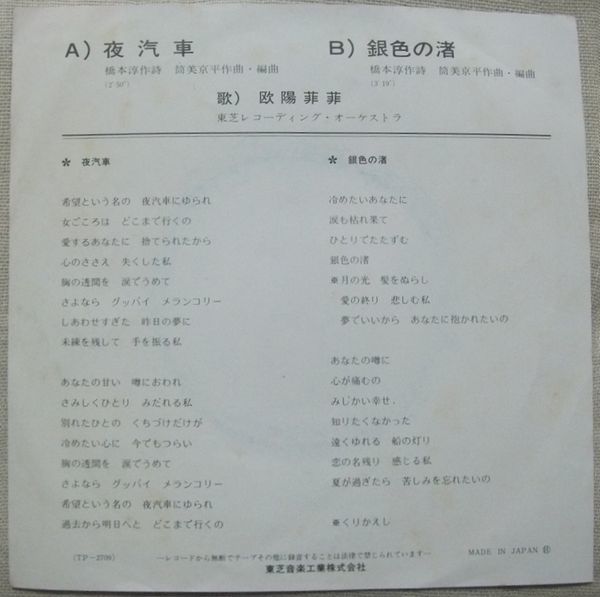 A) 夜汽車
橋本淳作詩 筒美京平作曲・編曲
(2'50")
B) 銀色の渚
橋本淳作詩 筒美京平作曲・編曲
(3'19")
歌) 欧陽菲菲
東芝レコーディング・オーケストラ
* 夜汽車
希望という名の 夜汽車にゆられ
女ごころは どこまで行くの
愛するあなたに 捨てられたから
心のささえ 失くした私
胸の透間を 涙でうめて
さよなら グッバイ メランコリー
しあわせすぎた 昨日の夢に
未練を残して 手を振る私
あなたの甘い 噂におわれ
さみしくひとり みだれる私
別れたひとの くちづけだけが
冷めたい心に 今でもつらい
胸の透間を 涙でうめて
さよなら グッバイ メランコリー
希望という名の 夜汽車にゆられ
過去から明日へと どこまで行くの
* 銀色の渚
冷めたいあなたに
涙も枯れ果て
ひとりでたたずむ
銀色の渚
※月の光 髪をぬらし
愛の終り 悲しむ私
夢でいいから あなたに抱かれたいの
あなたの噂に
心が痛むの
みじかい幸せ.
知りたくなかった
遠くゆれる 船の灯り
恋の名残り 感じる私
夏が過ぎたら 苦しみを忘れたいの
※くりかえし
(TP-2709)
—レコードから無断でテープその他に録音することは法律で禁じられています—
MADE IN JAPAN Ⓗ
東芝音楽工業株式会社